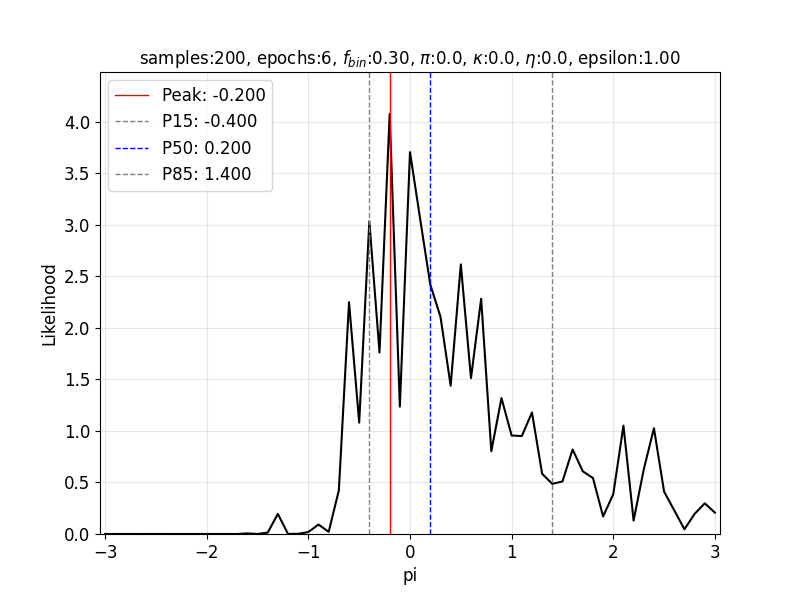 samples:200, epochs:6, f_bin:0.30, π:0.0, κ:0.0, η:0.0, epsilon:1.00
Peak: -0.200
P15: -0.400
P50: 0.200
P85: 1.400
Likelihood
4.0
3.5
3.0
2.5
2.0
1.5
1.0
0.5
0.0
−3 −2 −1 0 1 2 3
pi